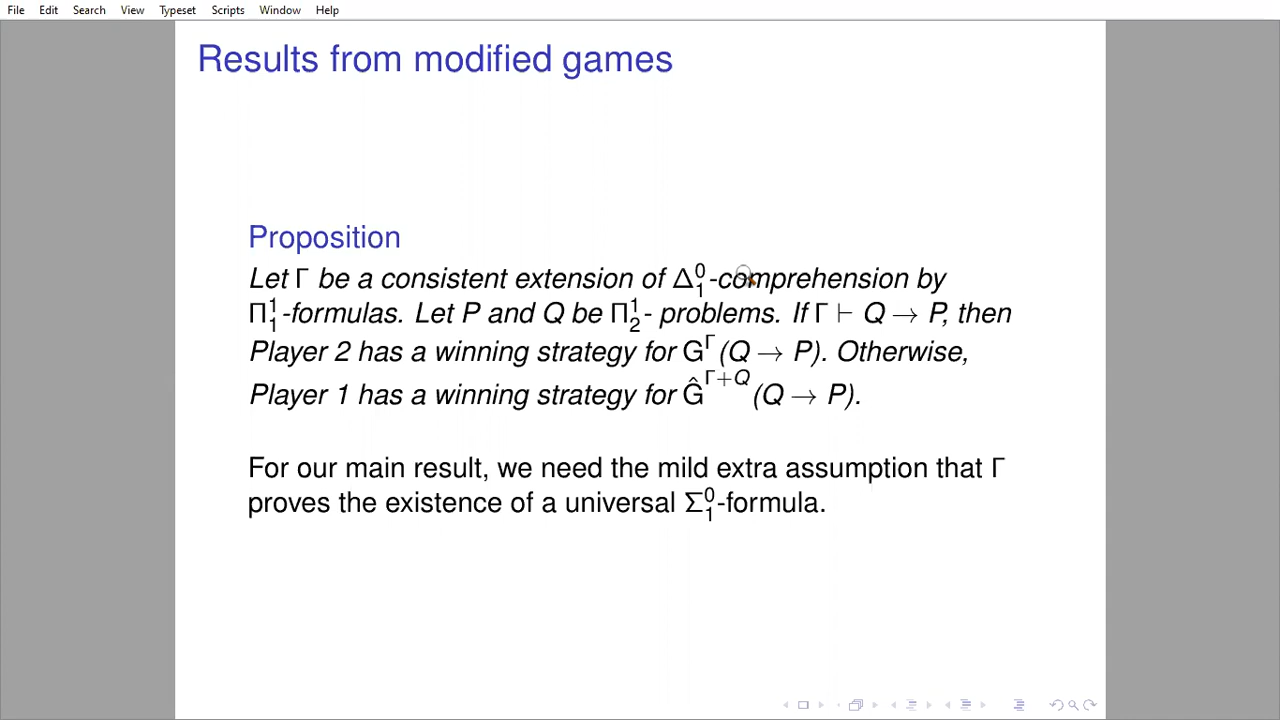 File Edit Search View Typeset Scripts Window Help
Results from modified games
Proposition
Let Γ be a consistent extension of Δ⁰₁-comprehension by
Π¹₁-formulas. Let P and Q be Π¹₂- problems. If Γ ⊢ Q → P, then
Player 2 has a winning strategy for G^Γ(Q → P). Otherwise,
Player 1 has a winning strategy for Ĝ^{Γ+Q}(Q → P).
For our main result, we need the mild extra assumption that Γ
proves the existence of a universal Σ⁰₁-formula.